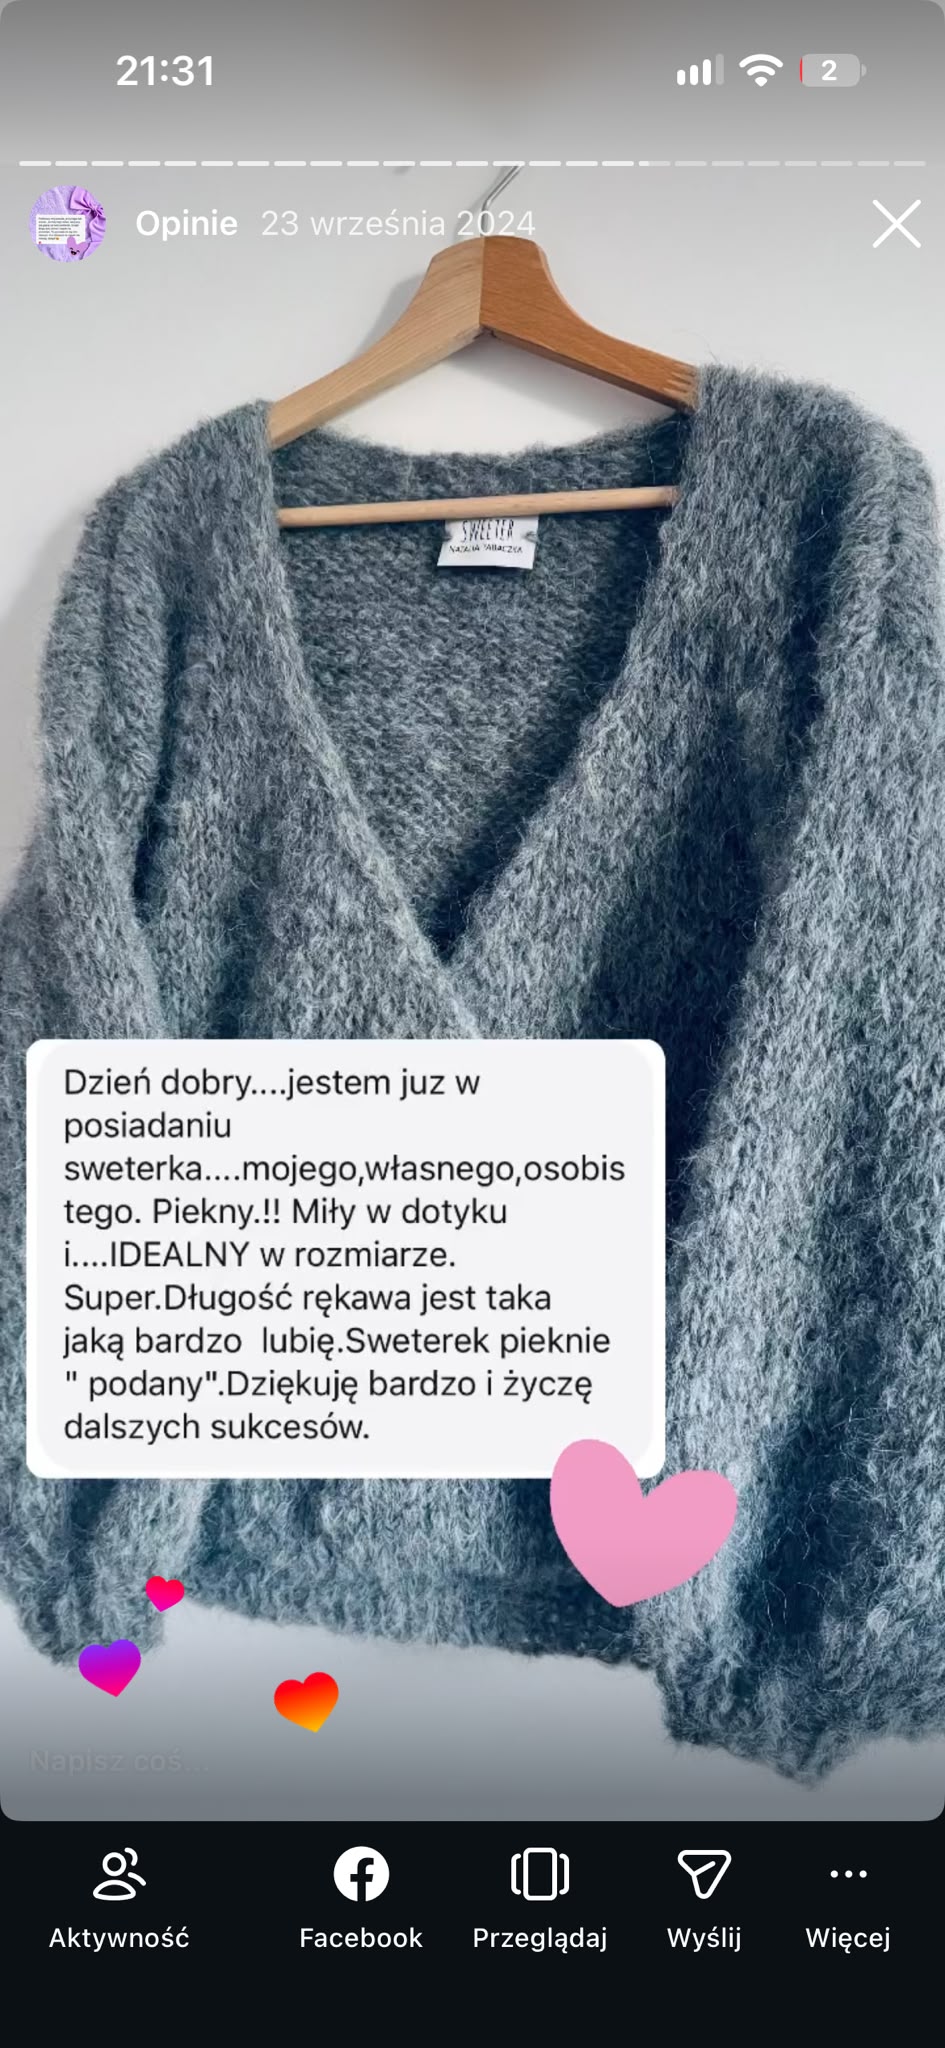 21:31
2
Opinie 23 września 2024
SWEETER
Dzień dobry....jestem juz w
posiadaniu
sweterka....mojego,własnego,osobis
tego. Piekny.!! Miły w dotyku
i....IDEALNY w rozmiarze.
Super.Długość rękawa jest taka
jaką bardzo  lubię.Sweterek pieknie
" podany".Dziękuję bardzo i życzę
dalszych sukcesów.
Napisz coś...
Aktywność
Facebook
Przeglądaj
Wyślij
Więcej